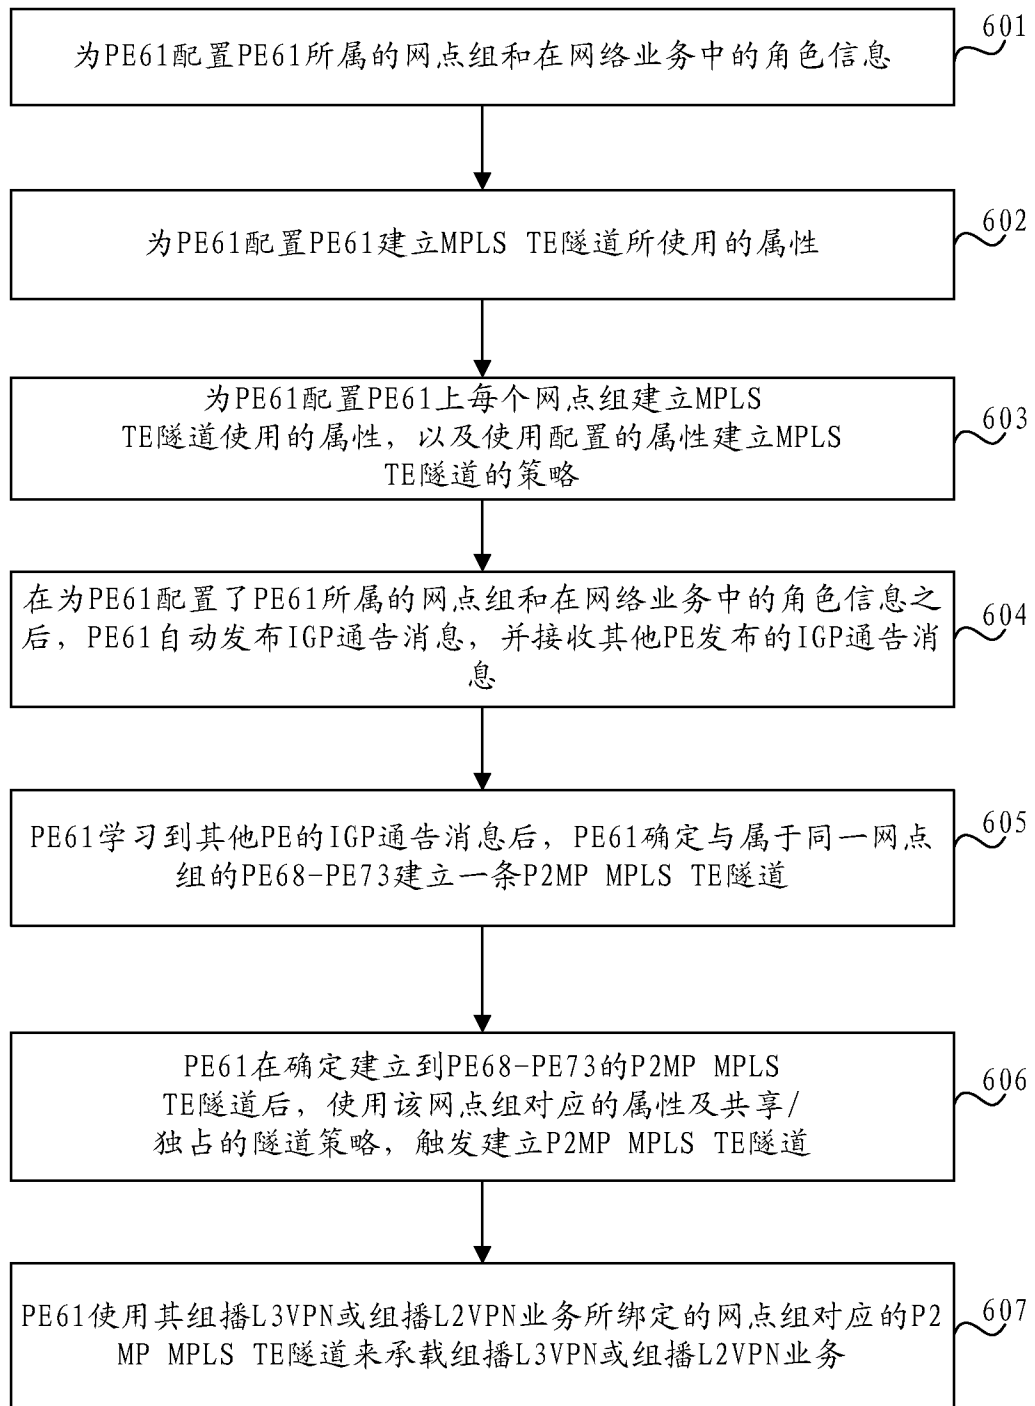 为PE61配置PE61所属的网点组和在网络业务中的角色信息
601
为PE61配置PE61建立MPLS TE隧道所使用的属性
602
为PE61配置PE61上每个网点组建立MPLS
TE隧道使用的属性，以及使用配置的属性建立MPLS
TE隧道的策略
603
在为PE61配置了PE61所属的网点组和在网络业务中的角色信息之
后，PE61自动发布IGP通告消息，并接收其他PE发布的IGP通告消
息
604
PE61学习到其他PE的IGP通告消息后，PE61确定与属于同一网点
组的PE68-PE73建立一条P2MP MPLS TE隧道
605
PE61在确定建立到PE68-PE73的P2MP MPLS
TE隧道后，使用该网点组对应的属性及共享/
独占的隧道策略，触发建立P2MP MPLS TE隧道
606
PE61使用其组播L3VPN或组播L2VPN业务所绑定的网点组对应的P2
MP MPLS TE隧道来承载组播L3VPN或组播L2VPN业务
607